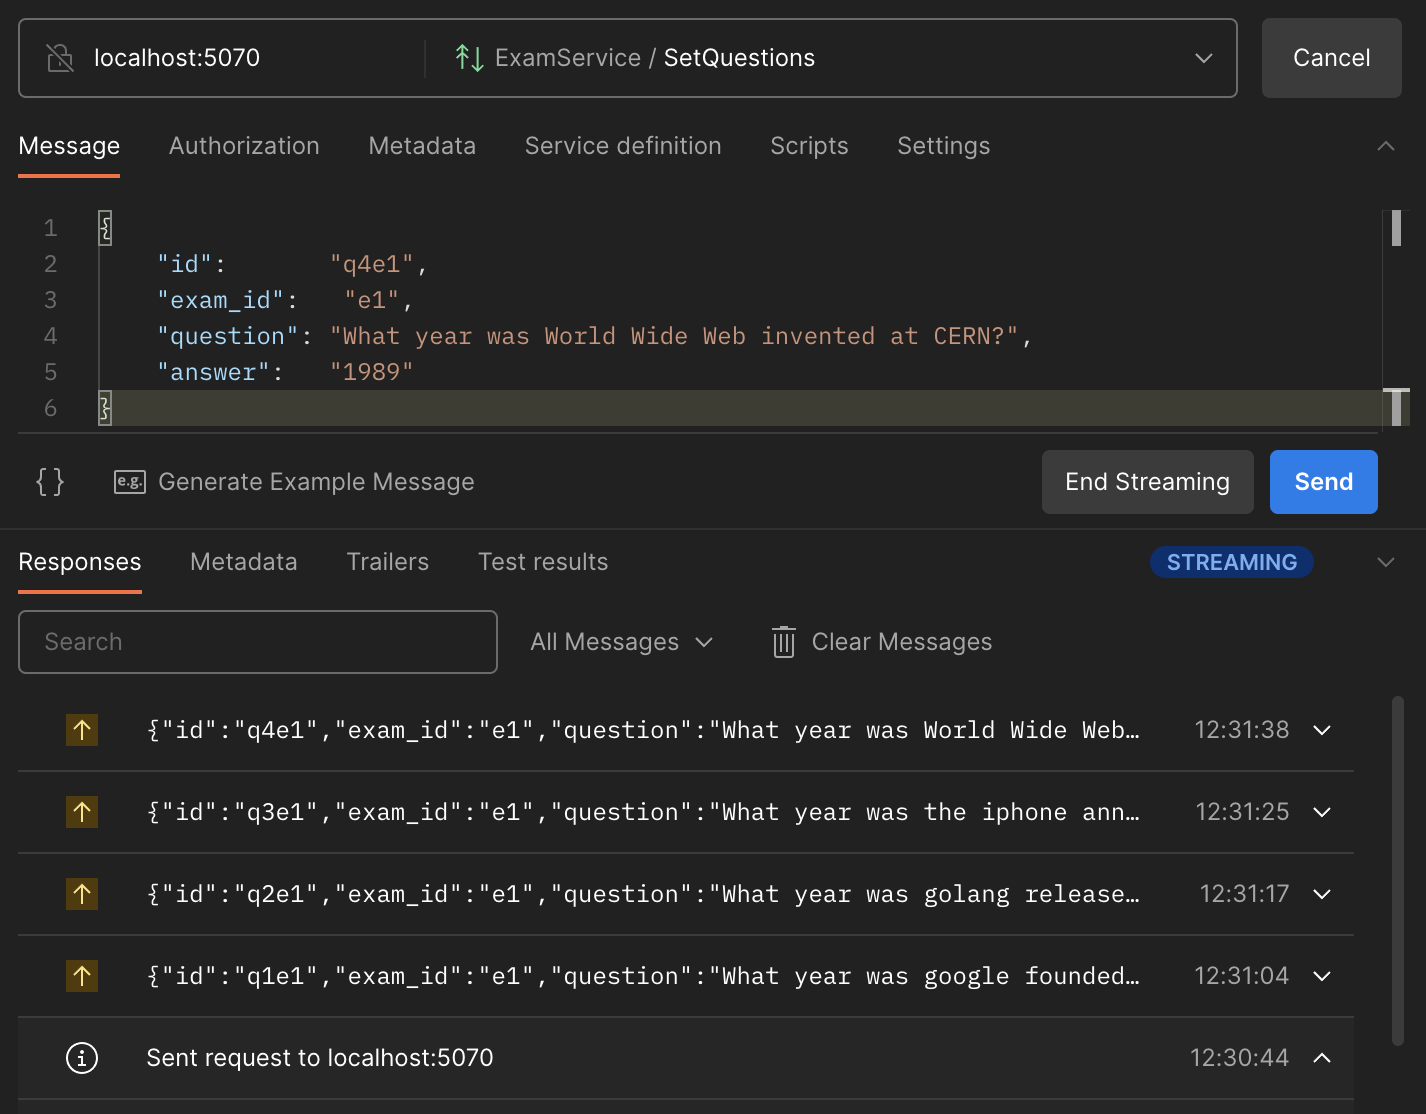 localhost:5070 ExamService / SetQuestions Cancel
Message Authorization Metadata Service definition Scripts Settings
1 {
2 "id": "q4e1",
3 "exam_id": "e1",
4 "question": "What year was World Wide Web invented at CERN?",
5 "answer": "1989"
6 }
{} e.g. Generate Example Message End Streaming Send
Responses Metadata Trailers Test results STREAMING
Search All Messages Clear Messages
{"id":"q4e1","exam_id":"e1","question":"What year was World Wide Web… 12:31:38
{"id":"q3e1","exam_id":"e1","question":"What year was the iphone ann… 12:31:25
{"id":"q2e1","exam_id":"e1","question":"What year was golang release… 12:31:17
{"id":"q1e1","exam_id":"e1","question":"What year was google founded… 12:31:04
Sent request to localhost:5070 12:30:44